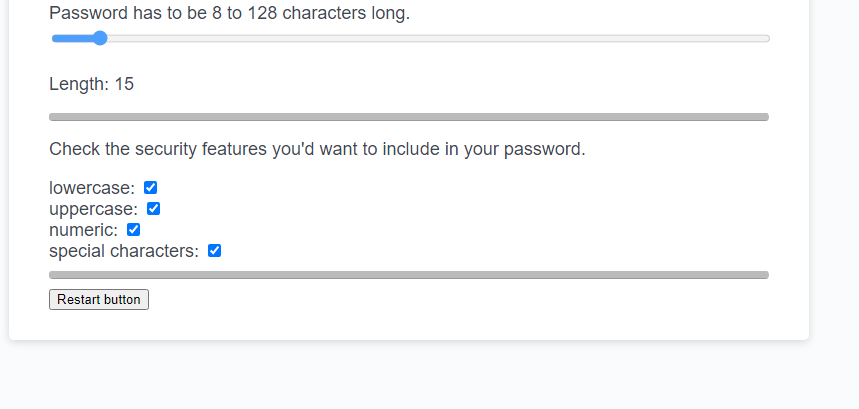 Password has to be 8 to 128 characters long.
Length: 15
Check the security features you'd want to include in your password.
lowercase:
uppercase:
numeric:
special characters:
Restart button